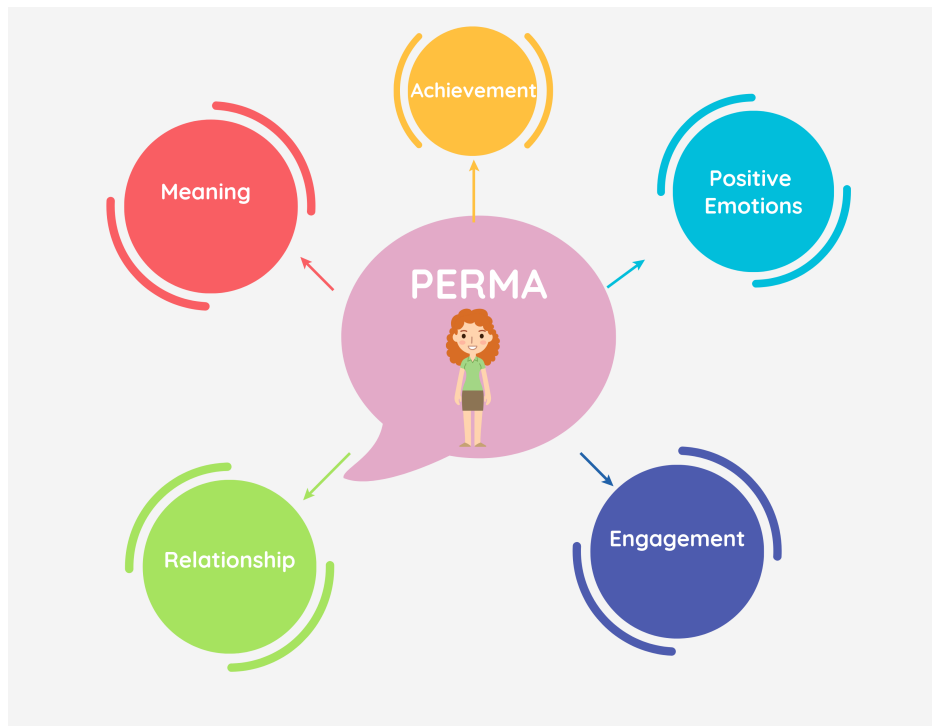 Achievement
Meaning
Positive
Emotions
PERMA
Relationship
Engagement